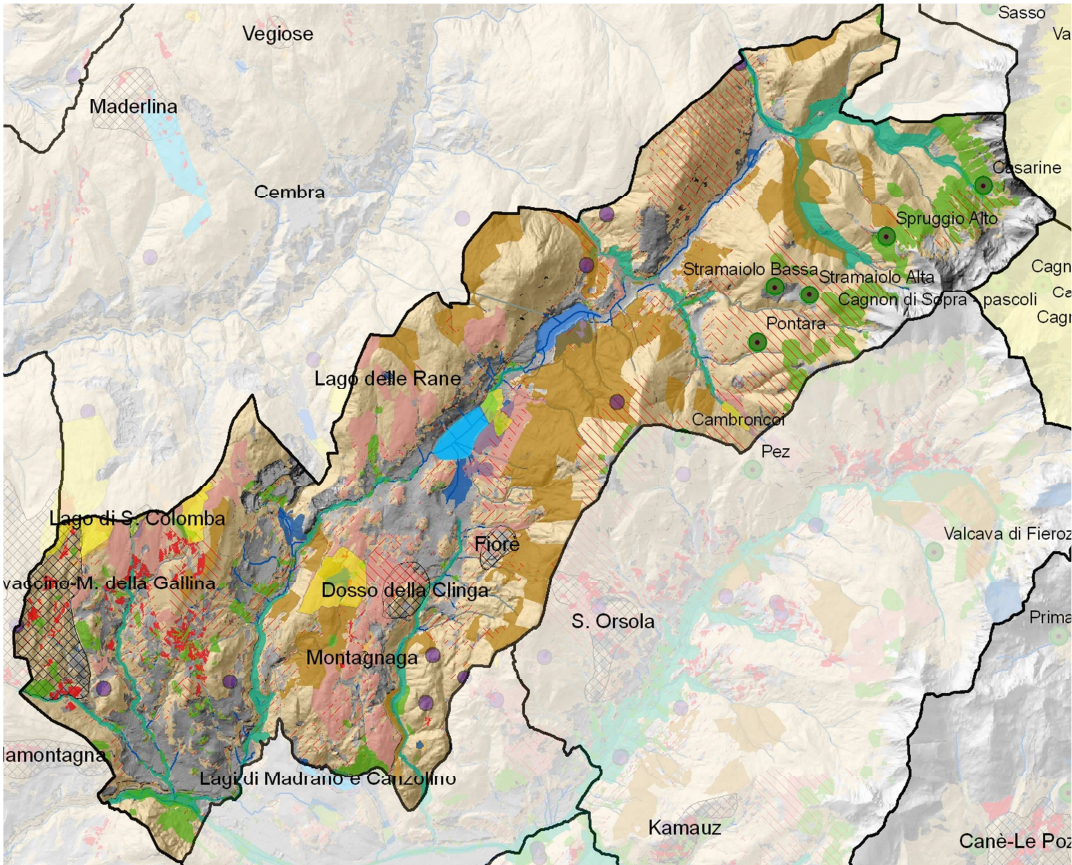 Sasso
Va
Vegiose
Maderlina
Casarine
Cembra
Spruggio Alto
Stramaiolo Bassa
Stramaiolo Alta
Cagn
Ca
Cagnon di Sopra - pascoli
Cagn
Pontara
Lago delle Rane
Cambroncoi
Pez
Lago di S. Colomba
Valcava di Fieroz
Fiore
vaccino-M. della Gallina
Dosso della Clinga
S. Orsola
Prima
Montagnaga
lamontagna
Laghi di Madrano e Canzolino
Kamauz
Canè-Le Poz